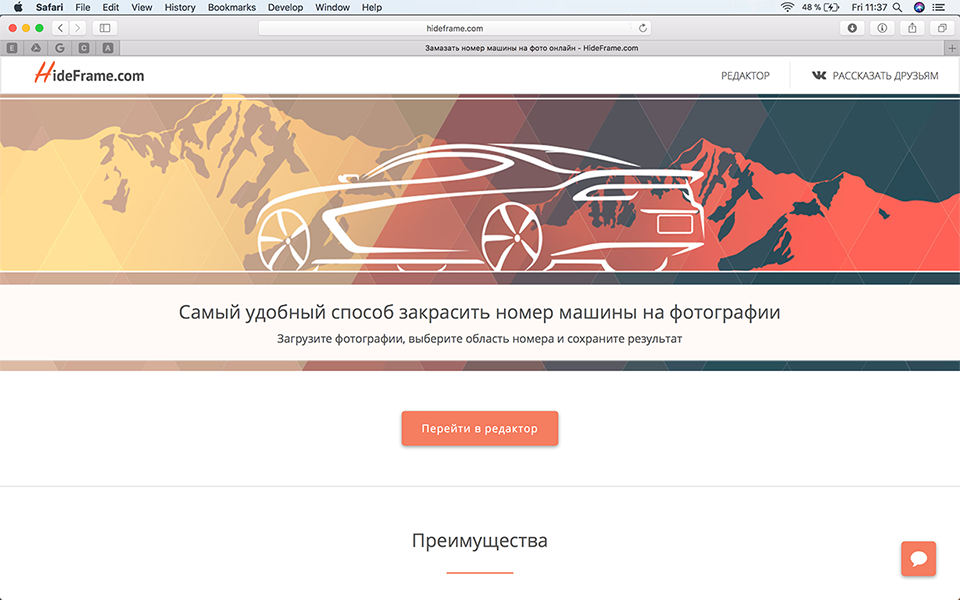 Safari File Edit View History Bookmarks Develop Window Help 48 % Fri 11:37
hideframe.com
E G C A Замазать номер машины на фото онлайн - HideFrame.com
HideFrame.com РЕДАКТОР РАССКАЗАТЬ ДРУЗЬЯМ
Самый удобный способ закрасить номер машины на фотографии
Загрузите фотографии, выберите область номера и сохраните результат
Перейти в редактор
Преимущества